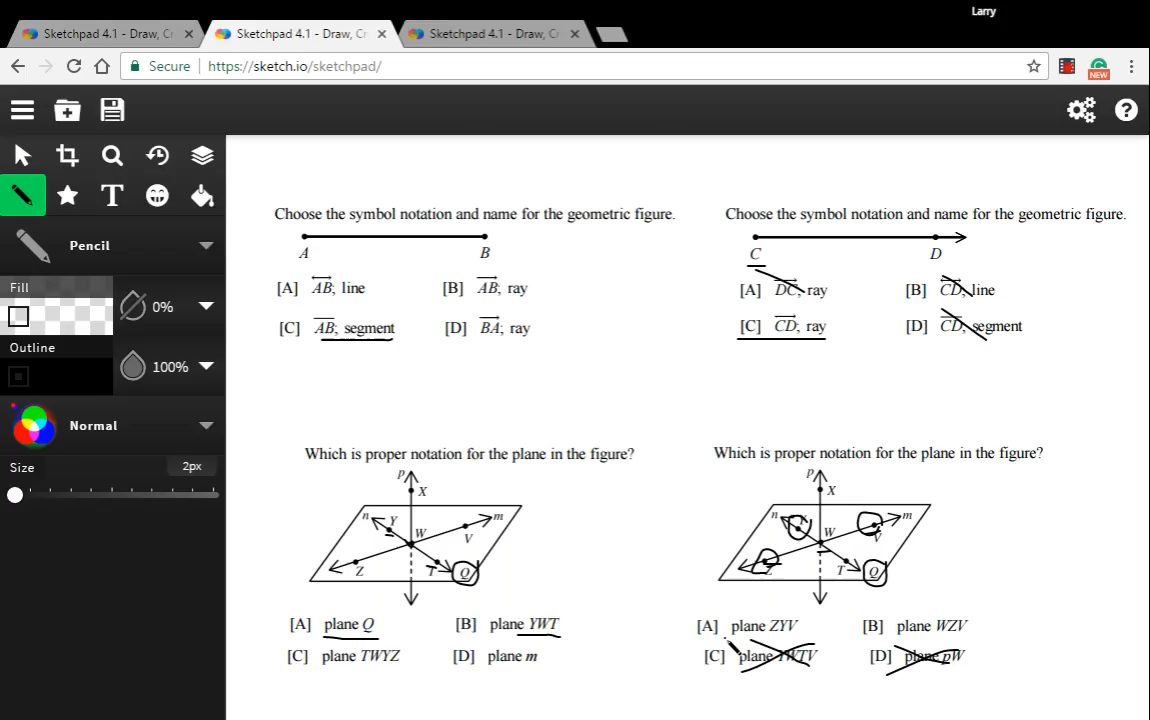 Larry
Sketchpad 4.1 - Draw, Cr
Sketchpad 4.1 - Draw, Cr
Sketchpad 4.1 - Draw, Cr
Secure
https://sketch.io/sketchpad/
NEW
Pencil
Fill
0%
Outline
100%
Normal
Size 2px
Choose the symbol notation and name for the geometric figure.
A B
[A] AB; line [B] AB; ray
[C] AB; segment [D] BA; ray
Choose the symbol notation and name for the geometric figure.
C D
[A] DC; ray [B] CD; line
[C] CD; ray [D] CD; segment
Which is proper notation for the plane in the figure?
p
X
n Y W V m
Z T Q
[A] plane Q [B] plane YWT
[C] plane TWYZ [D] plane m
Which is proper notation for the plane in the figure?
p
X
n W V m
Z T Q
[A] plane ZYV [B] plane WZV
[C] plane YWTV [D] plane pW